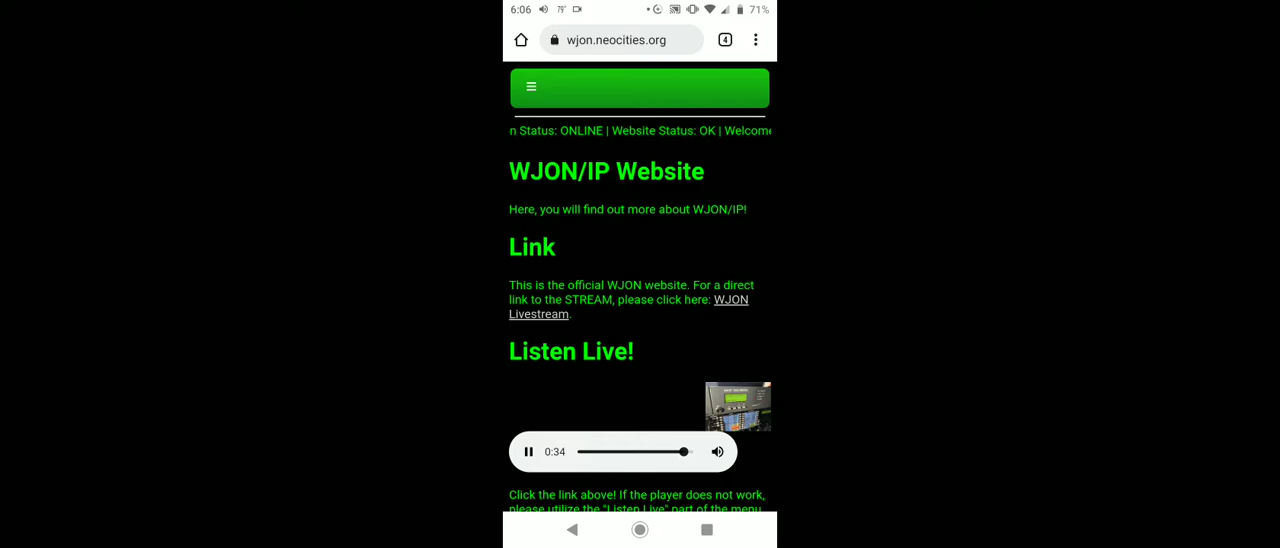 6:06 79° 71%
wjon.neocities.org 4
n Status: ONLINE | Website Status: OK | Welcome
WJON/IP Website
Here, you will find out more about WJON/IP!
Link
This is the official WJON website. For a direct
link to the STREAM, please click here: WJON
Livestream.
Listen Live!
0:34
Click the link above! If the player does not work,
please utilize the "Listen Live" part of the menu